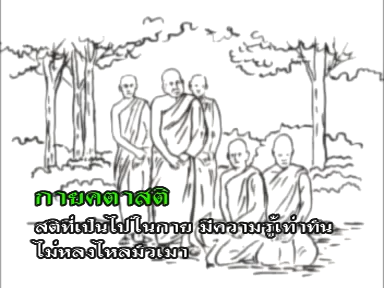 กายคตาสติ
สติที่เป็นไปในกาย มีความรู้เท่าทัน
ไม่หลงใหลมัวเมา